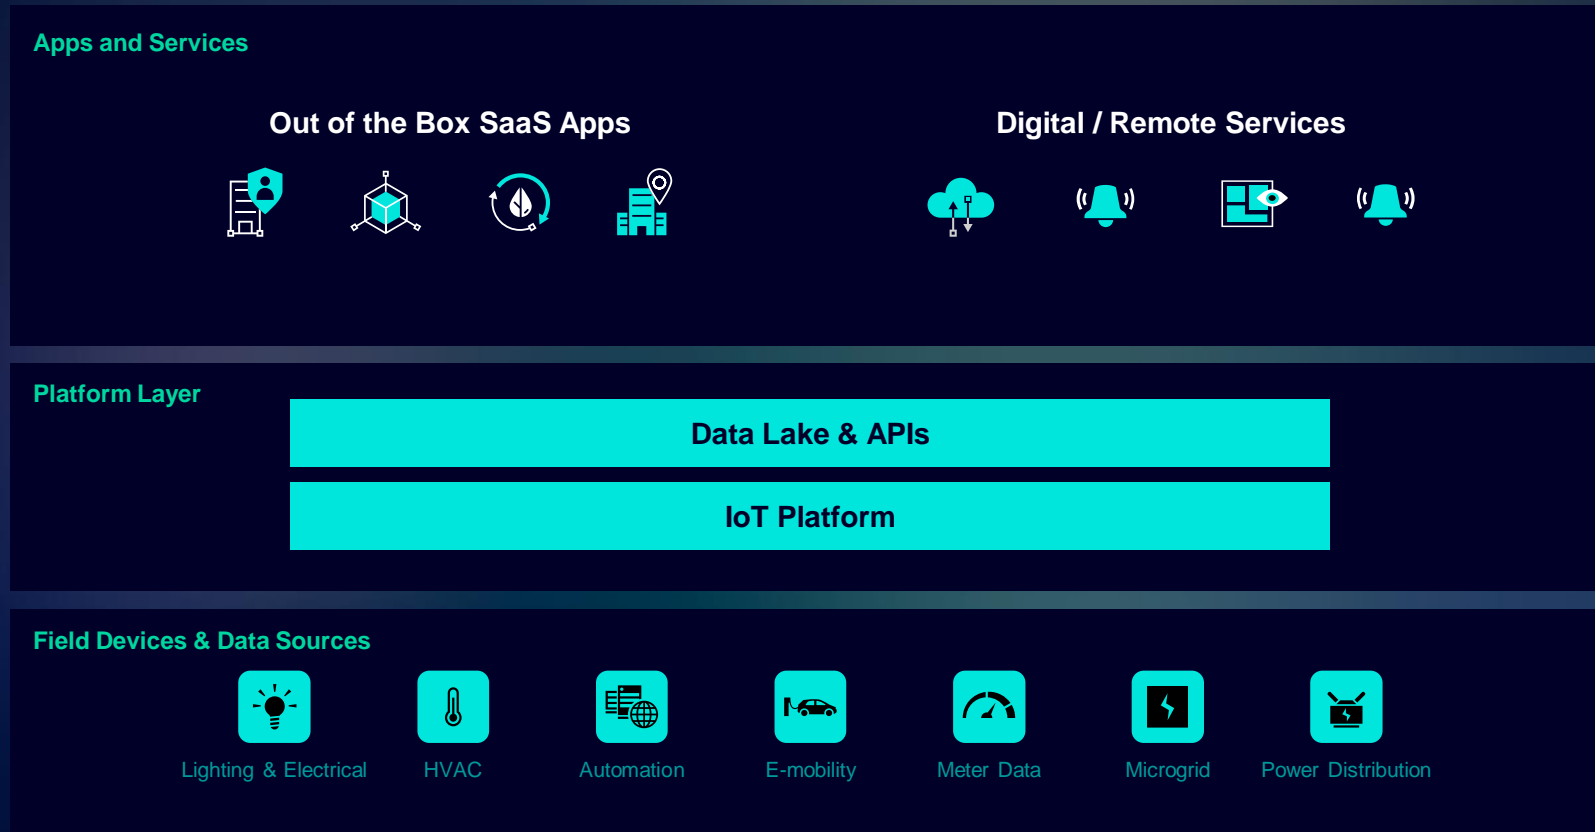 Apps and Services
Out of the Box SaaS Apps
Digital / Remote Services
Platform Layer
Data Lake & APIs
IoT Platform
Field Devices & Data Sources
Lighting & Electrical
HVAC
Automation
E-mobility
Meter Data
Microgrid
Power Distribution